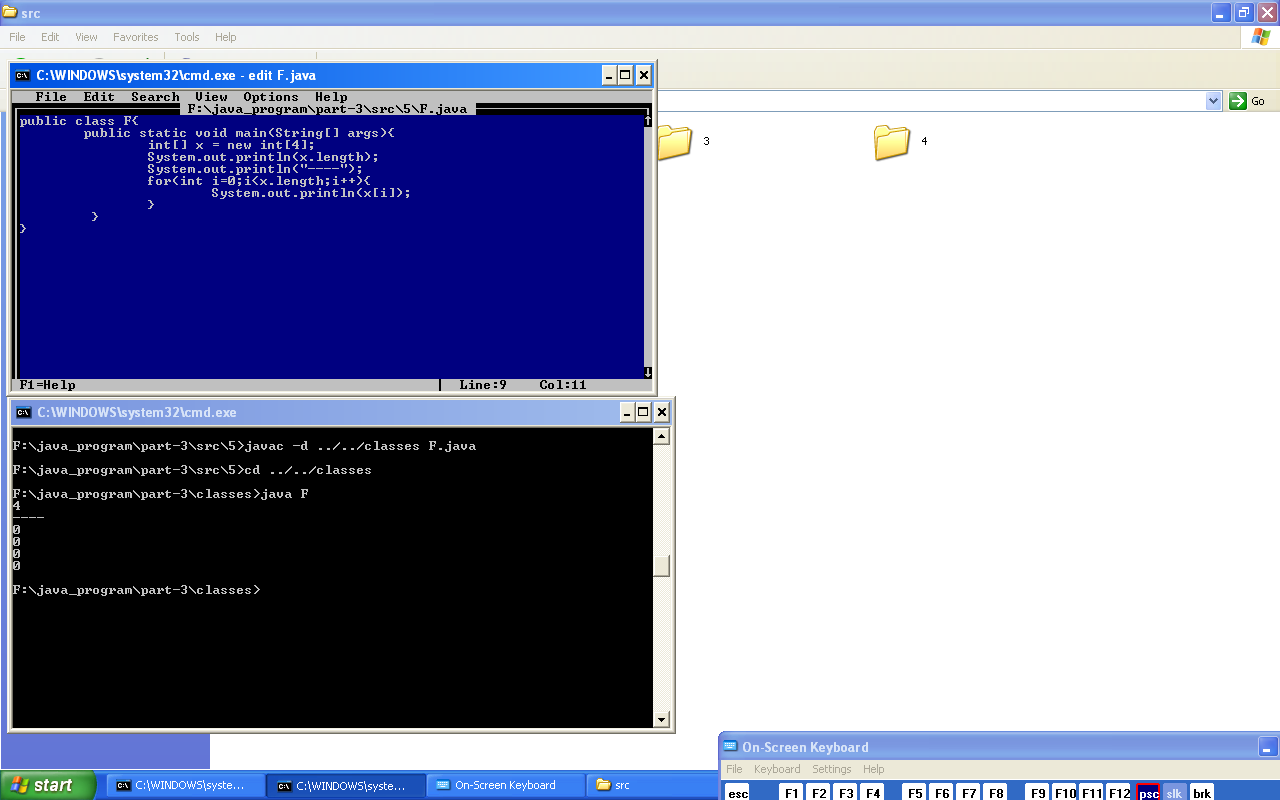 src
File Edit View Favorites Tools Help
Go
3
4
C:\WINDOWS\system32\cmd.exe - edit F.java
File Edit Search View Options Help
F:\java_program\part-3\src\5\F.java
public class F{
public static void main(String[] args){
int[] x = new int[4];
System.out.println(x.length);
System.out.println("----");
for(int i=0;i<x.length;i++){
System.out.println(x[i]);
}
}
}
F1=Help | Line:9 Col:11
C:\WINDOWS\system32\cmd.exe
F:\java_program\part-3\src\5>javac -d ../../classes F.java
F:\java_program\part-3\src\5>cd ../../classes
F:\java_program\part-3\classes>java F
4
----
0
0
0
0
F:\java_program\part-3\classes>
On-Screen Keyboard
File Keyboard Settings Help
esc F1 F2 F3 F4 F5 F6 F7 F8 F9 F10 F11 F12 psc slk brk
start C:\WINDOWS\syste... C:\WINDOWS\syste... On-Screen Keyboard src